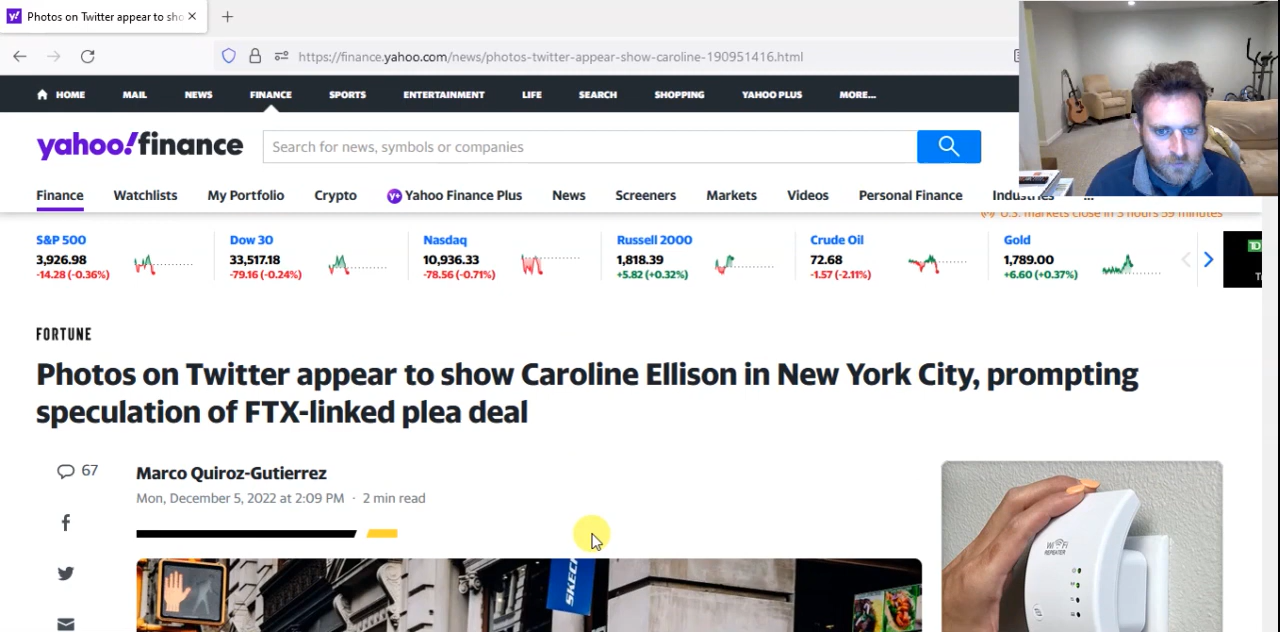 Photos on Twitter appear to sho
https://finance.yahoo.com/news/photos-twitter-appear-show-caroline-190951416.html
HOME MAIL NEWS FINANCE SPORTS ENTERTAINMENT LIFE SEARCH SHOPPING YAHOO PLUS MORE...
yahoo!finance
Search for news, symbols or companies
Finance Watchlists My Portfolio Crypto Yahoo Finance Plus News Screeners Markets Videos Personal Finance Industries ...
U.S. markets close in 3 hours 59 minutes
S&P 500 Dow 30 Nasdaq Russell 2000 Crude Oil Gold
3,926.98 33,517.18 10,936.33 1,818.39 72.68 1,789.00
-14.28 (-0.36%) -79.16 (-0.24%) -78.56 (-0.71%) +5.82 (+0.32%) -1.57 (-2.11%) +6.60 (+0.37%)
FORTUNE
Photos on Twitter appear to show Caroline Ellison in New York City, prompting
speculation of FTX-linked plea deal
67
Marco Quiroz-Gutierrez
Mon, December 5, 2022 at 2:09 PM · 2 min read
SKEC
WiFi
REPEATER